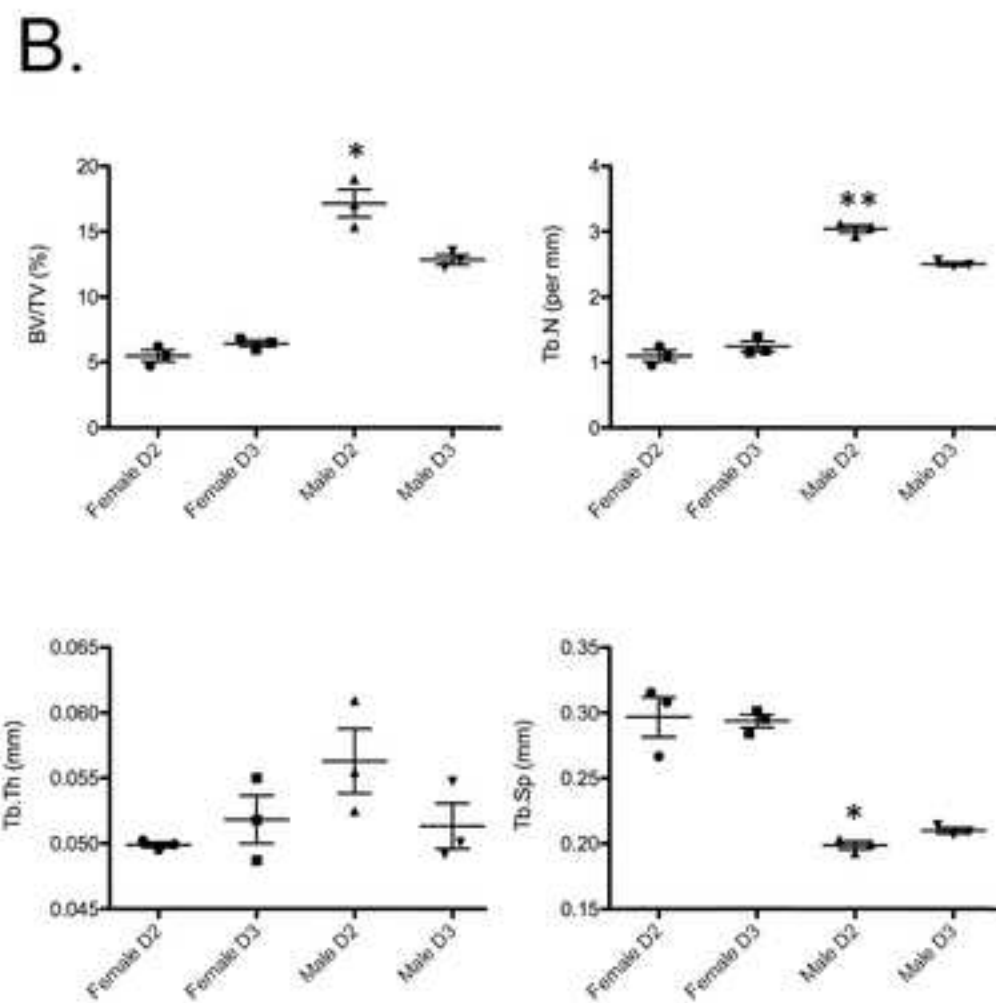 B.
BV/TV (%)
20
15
10
5
0
*
Female D2
Female D3
Male D2
Male D3
Tb.N (per mm)
4
3
2
1
0
**
Female D2
Female D3
Male D2
Male D3
Tb.Th (mm)
0.065
0.060
0.055
0.050
0.045
Female D2
Female D3
Male D2
Male D3
Tb.Sp (mm)
0.35
0.30
0.25
0.20
0.15
*
Female D2
Female D3
Male D2
Male D3